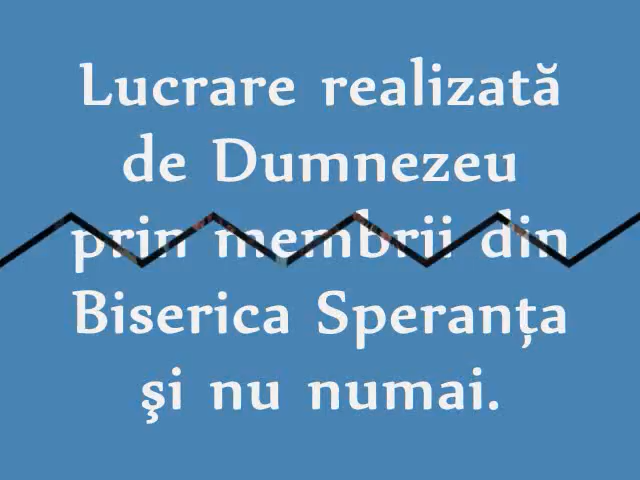 Lucrare realizată
de Dumnezeu
prin membrii din
Biserica Speranța
şi nu numai.